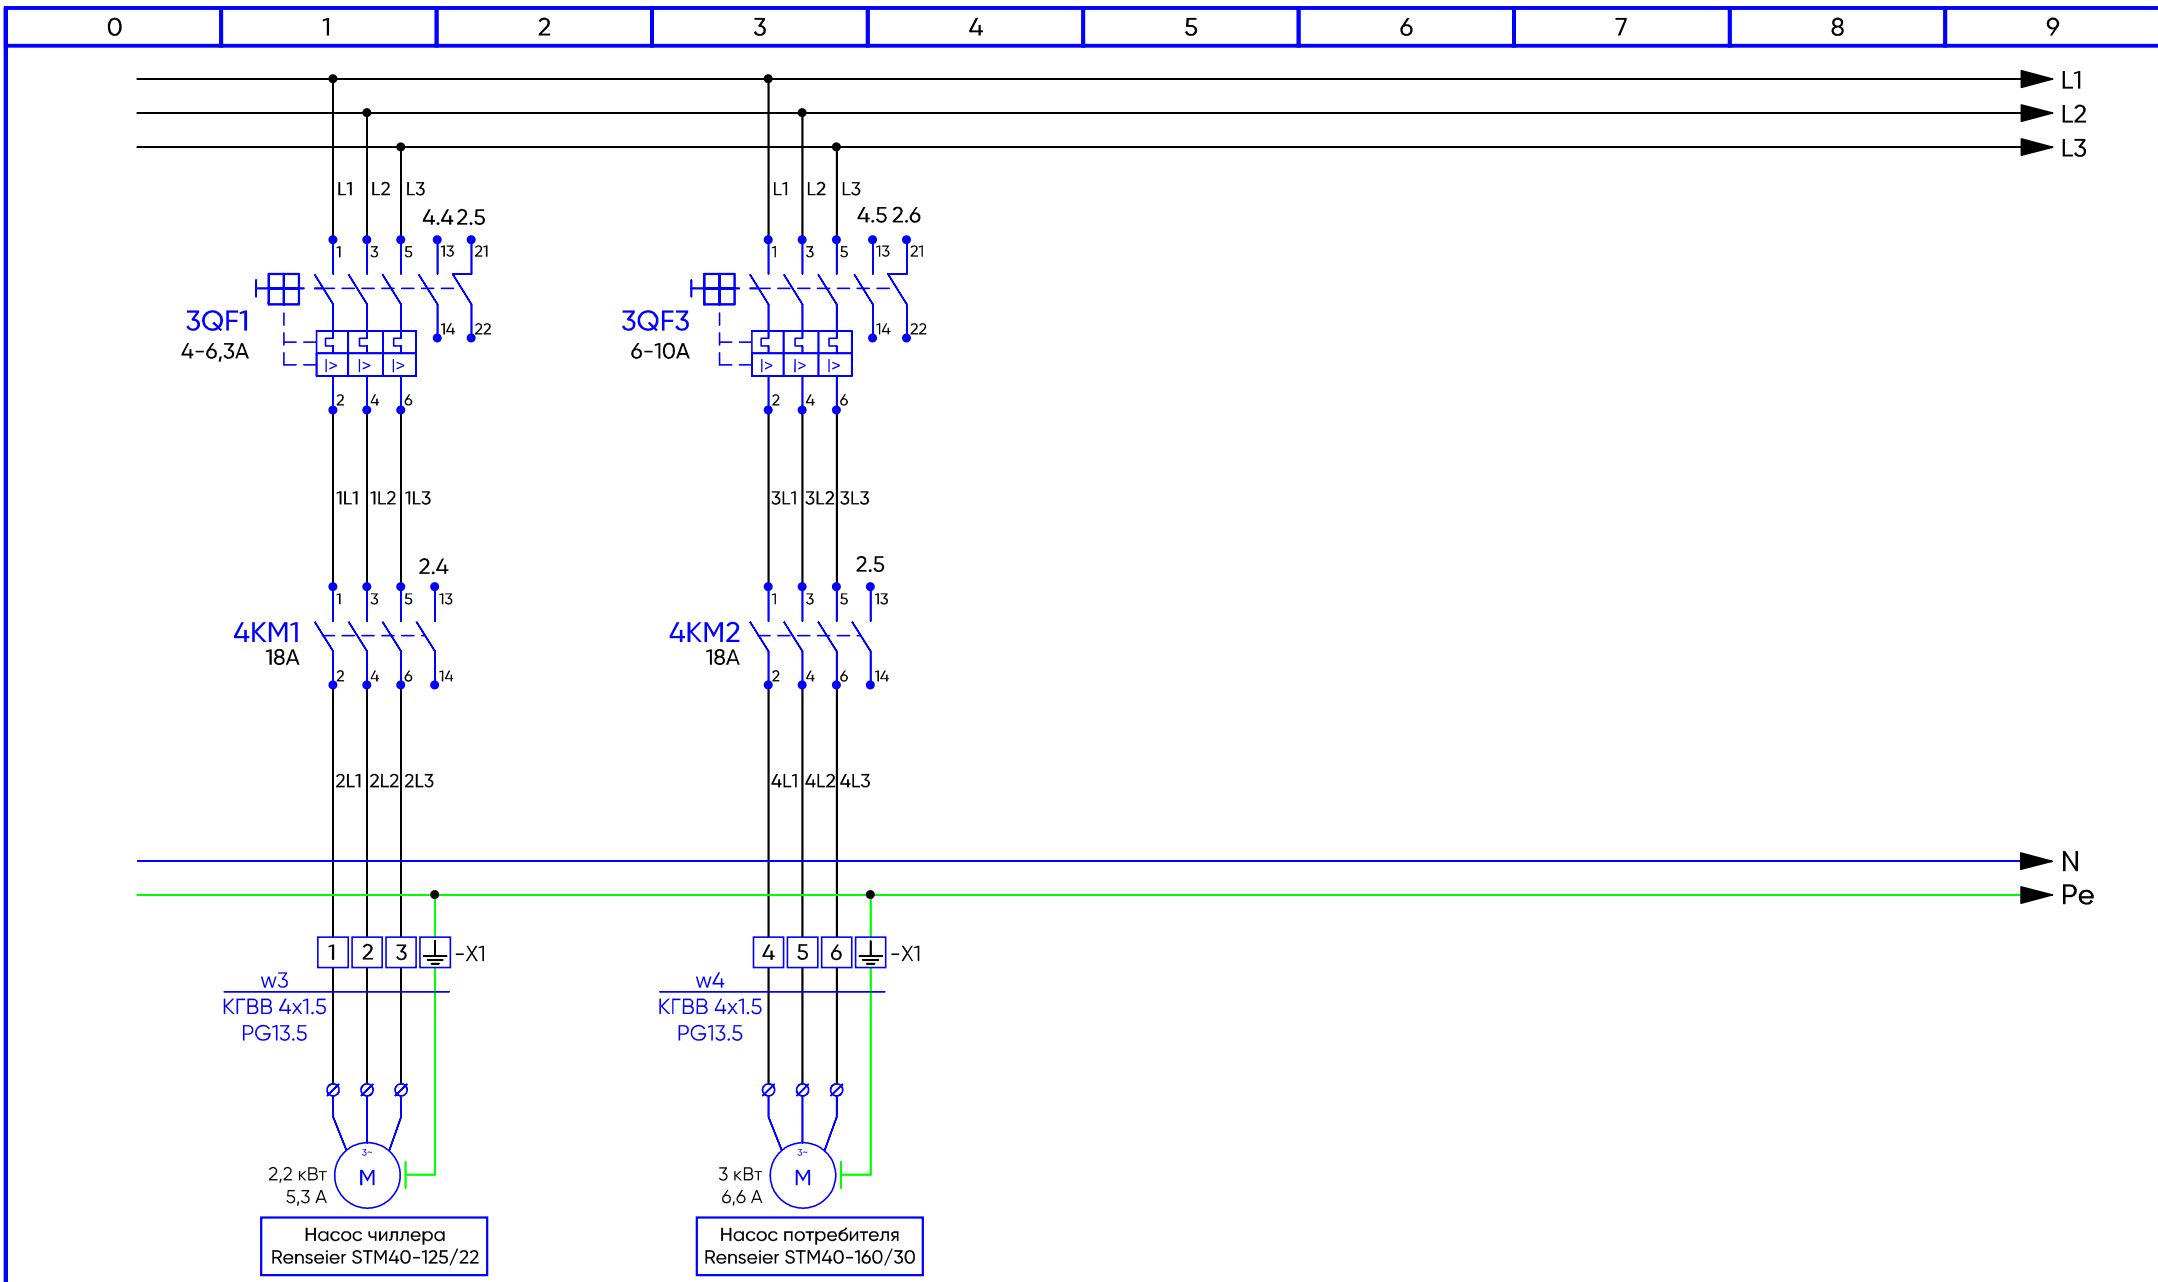 0 1 2 3 4 5 6 7 8 9
L1
L2
L3
L1 L2 L3 L1 L2 L3
4.4 2.5 4.5 2.6
1 3 5 13 21 1 3 5 13 21
3QF1 3QF3
14 22 14 22
4-6,3A 6-10A
|> |> |> |> |> |>
2 4 6 2 4 6
1L1 1L2 1L3 3L1 3L2 3L3
2.4 2.5
1 3 5 13 1 3 5 13
4KM1 4KM2
18A 18A
2 4 6 14 2 4 6 14
2L1 2L2 2L3 4L1 4L2 4L3
N
Pe
1 2 3 -X1 4 5 6 -X1
w3 w4
КГВВ 4x1.5 КГВВ 4x1.5
PG13.5 PG13.5
3~ 3~
2,2 кВт M 3 кВт M
5,3 А 6,6 А
Насос чиллера Насос потребителя
Renseier STM40-125/22 Renseier STM40-160/30